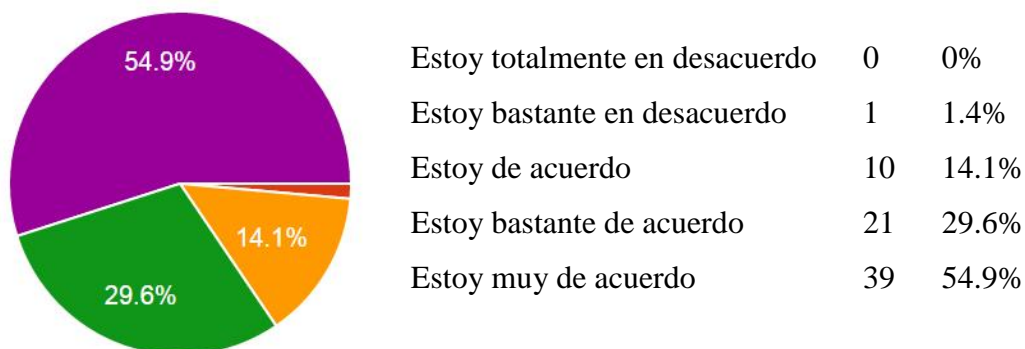 54.9%
14.1%
29.6%
Estoy totalmente en desacuerdo 0 0%
Estoy bastante en desacuerdo 1 1.4%
Estoy de acuerdo 10 14.1%
Estoy bastante de acuerdo 21 29.6%
Estoy muy de acuerdo 39 54.9%